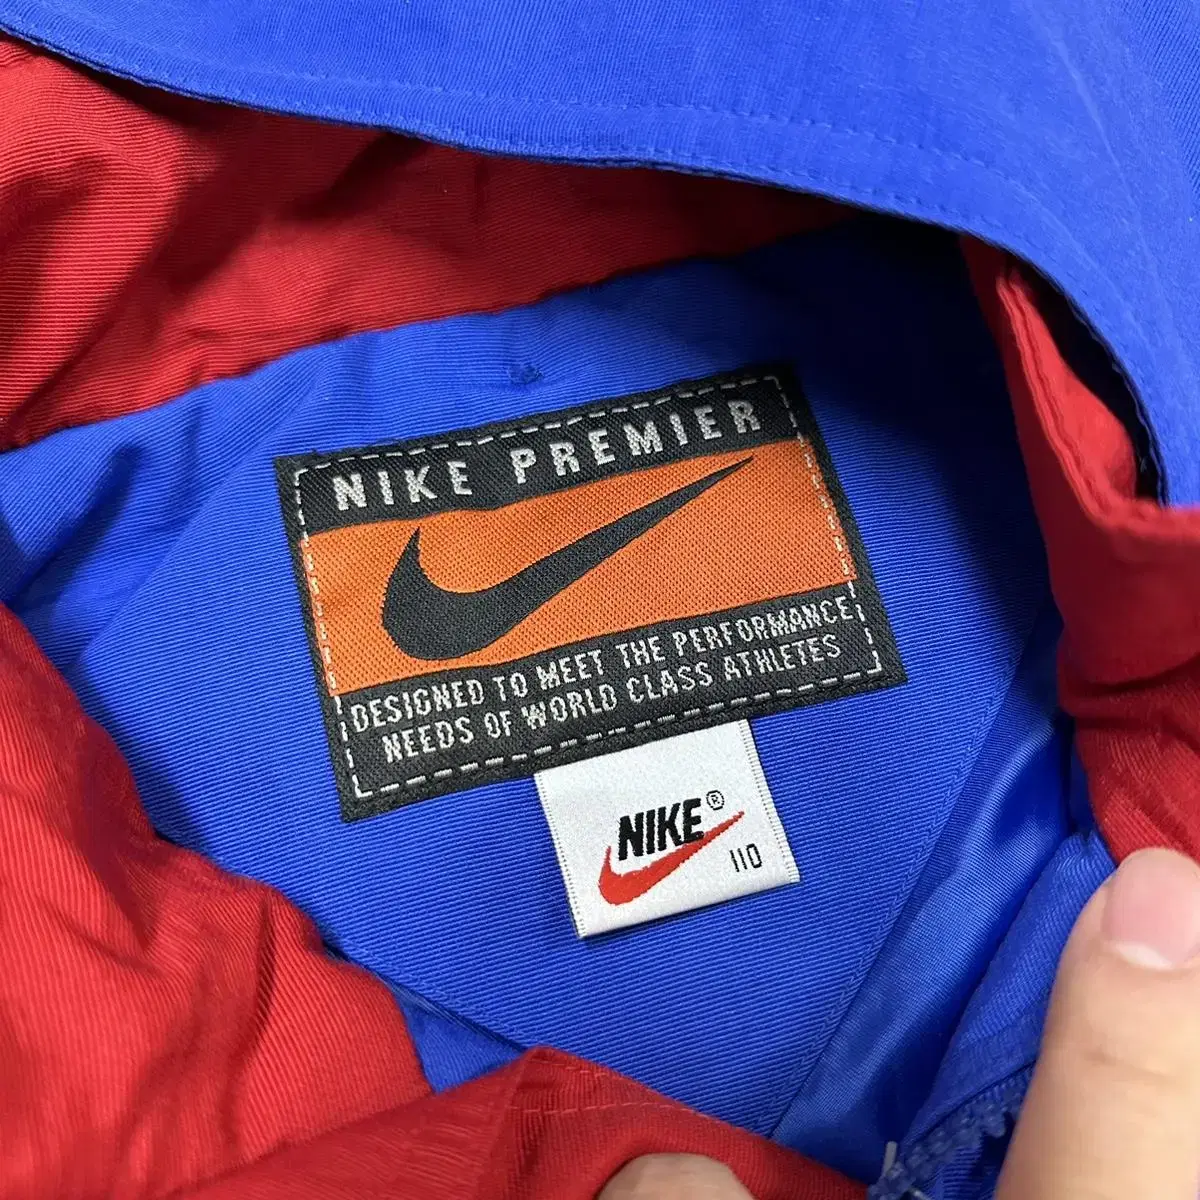 NIKE PREMIER
DESIGNED TO MEET THE PERFORMANCE
NEEDS OF WORLD CLASS ATHLETES
NIKE®
110